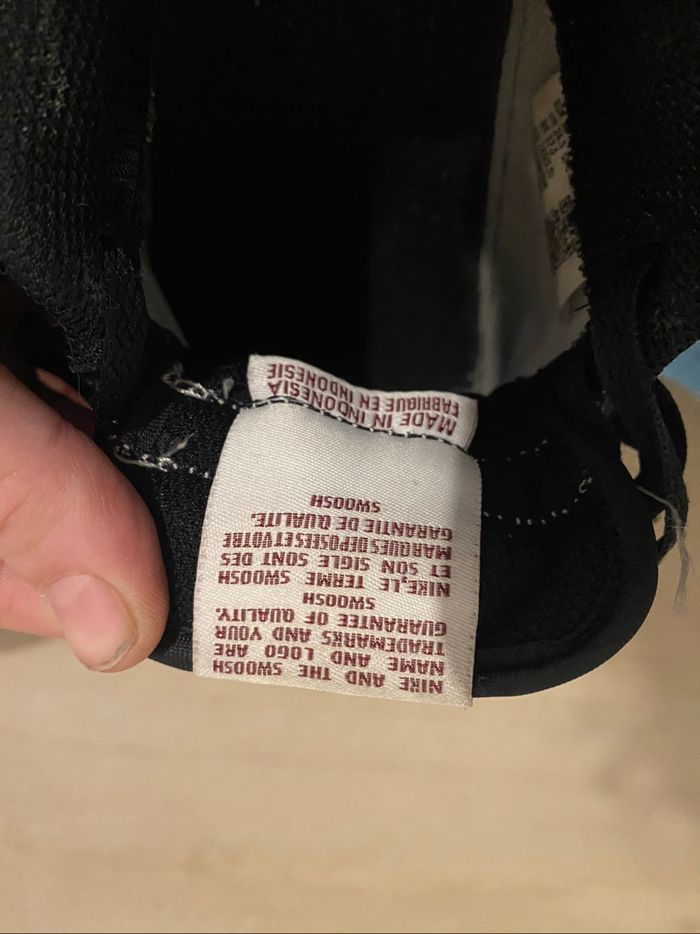 NIKE AND THE SWOOSH
NAME AND LOGO ARE
TRADEMARKS AND YOUR
GUARANTEE OF QUALITY.
SWOOSH
NIKE,LE TERME SWOOSH
ET SON SIGLE SONT DES
MARQUES DEPOSEES ET VOTRE
GARANTIE DE QUALITE.
SWOOSH
MADE IN INDONESIA
FABRIQUE EN INDONESIE